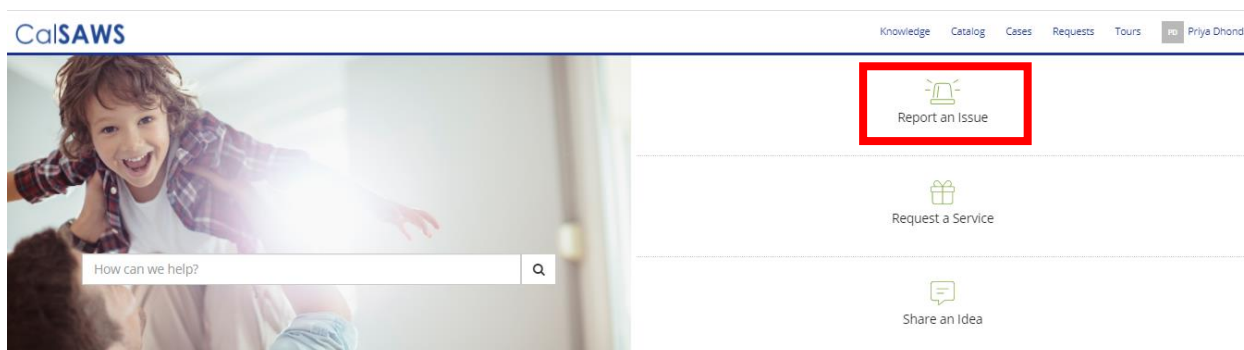 CalSAWS
Knowledge Catalog Cases Requests Tours PD Priya Dhond
Report an Issue
Request a Service
How can we help?
Share an Idea